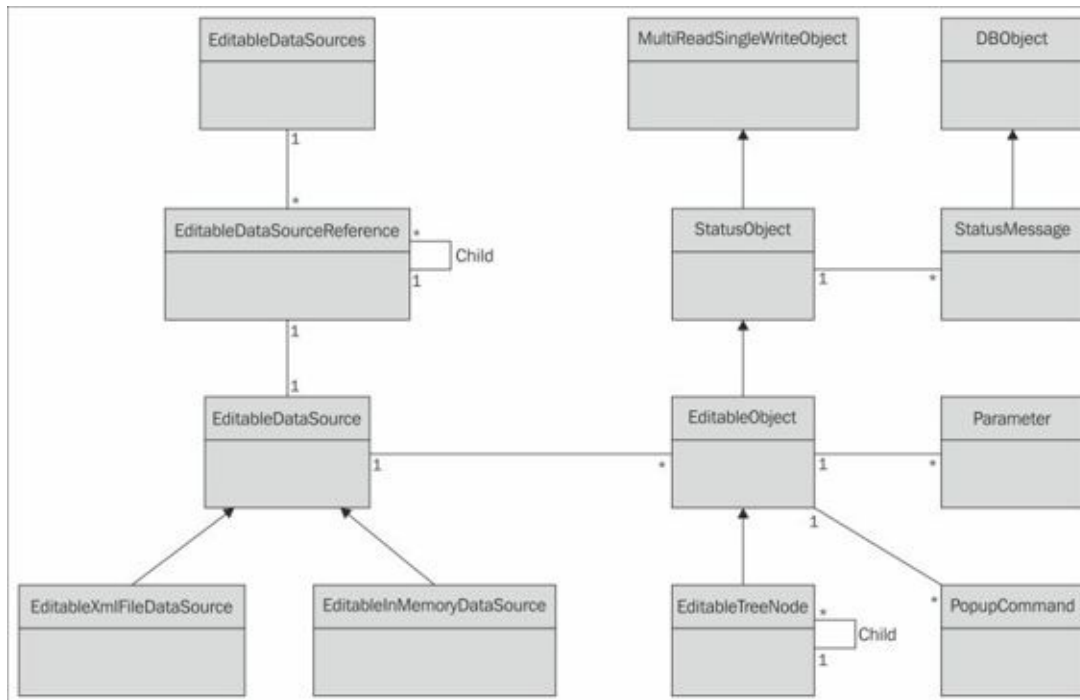 EditableDataSources
MultiReadSingleWriteObject
DBObject
1
*
EditableDataSourceReference
*
Child
1
StatusObject
StatusMessage
1
*
1
1
EditableDataSource
EditableObject
Parameter
1
*
1
*
1
EditableXmlFileDataSource
EditableInMemoryDataSource
EditableTreeNode
*
Child
1
*
PopupCommand